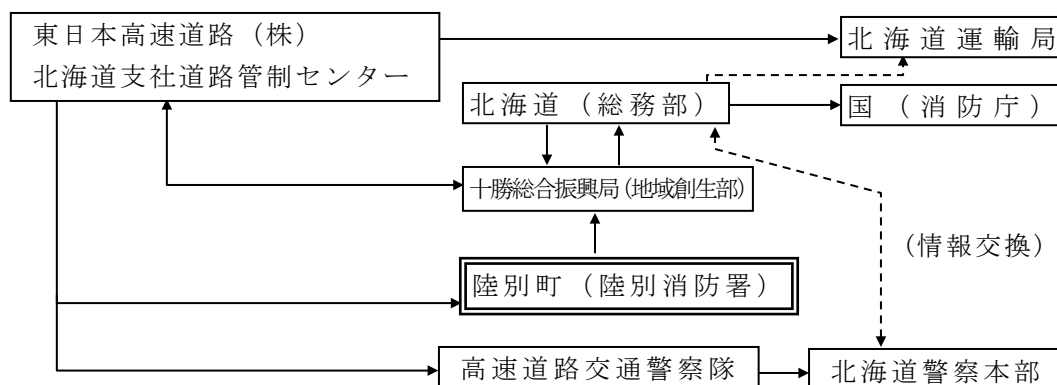 東日本高速道路（株）
北海道支社道路管制センター
北海道運輸局
北海道（総務部）
国（消防庁）
十勝総合振興局（地域創生部）
（情報交換）
陸別町（陸別消防署）
高速道路交通警察隊
北海道警察本部